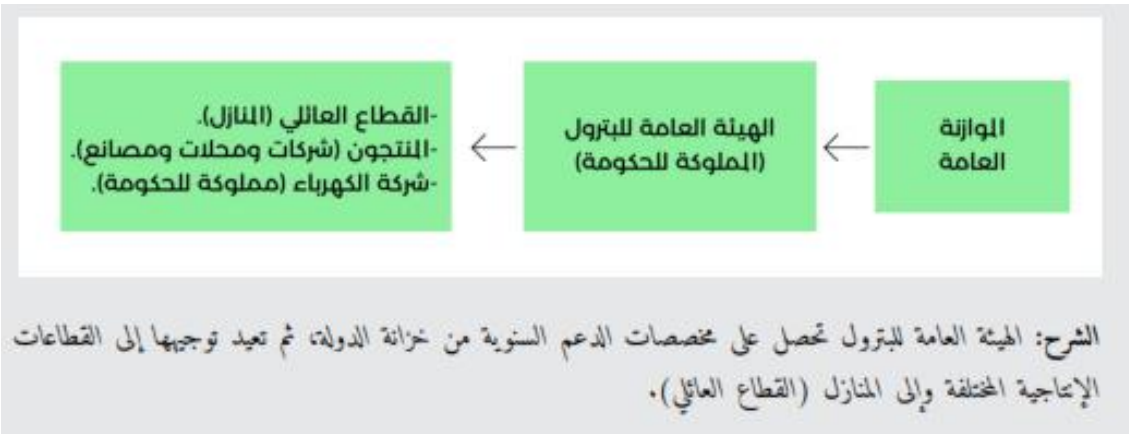 الموازنة
العامة
الهيئة العامة للبترول
(المملوكة للحكومة)
-القطاع العائلي (المنازل).
-المنتجون (شركات ومحلات ومصانع).
-شركة الكهرباء (مملوكة للحكومة).
الشرح: الهيئة العامة للبترول تحصل على مخصصات الدعم السنوية من خزانة الدولة، ثم تعيد توجيهها إلى القطاعات
الإنتاجية المختلفة وإلى المنازل (القطاع العائلي).